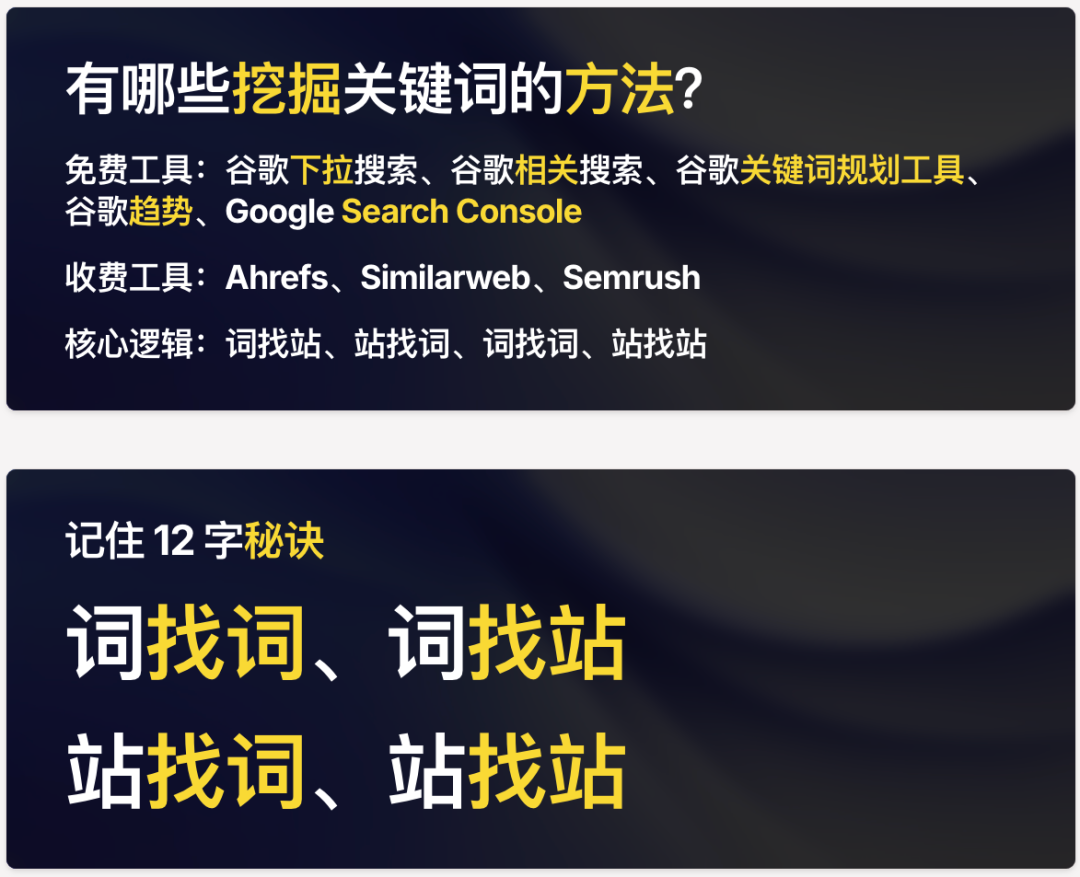 有哪些挖掘关键词的方法?
免费工具：谷歌下拉搜索、谷歌相关搜索、谷歌关键词规划工具、
谷歌趋势、Google Search Console
收费工具：Ahrefs、Similarweb、Semrush
核心逻辑：词找站、站找词、词找词、站找站
记住 12 字秘诀
词找词、词找站
站找词、站找站